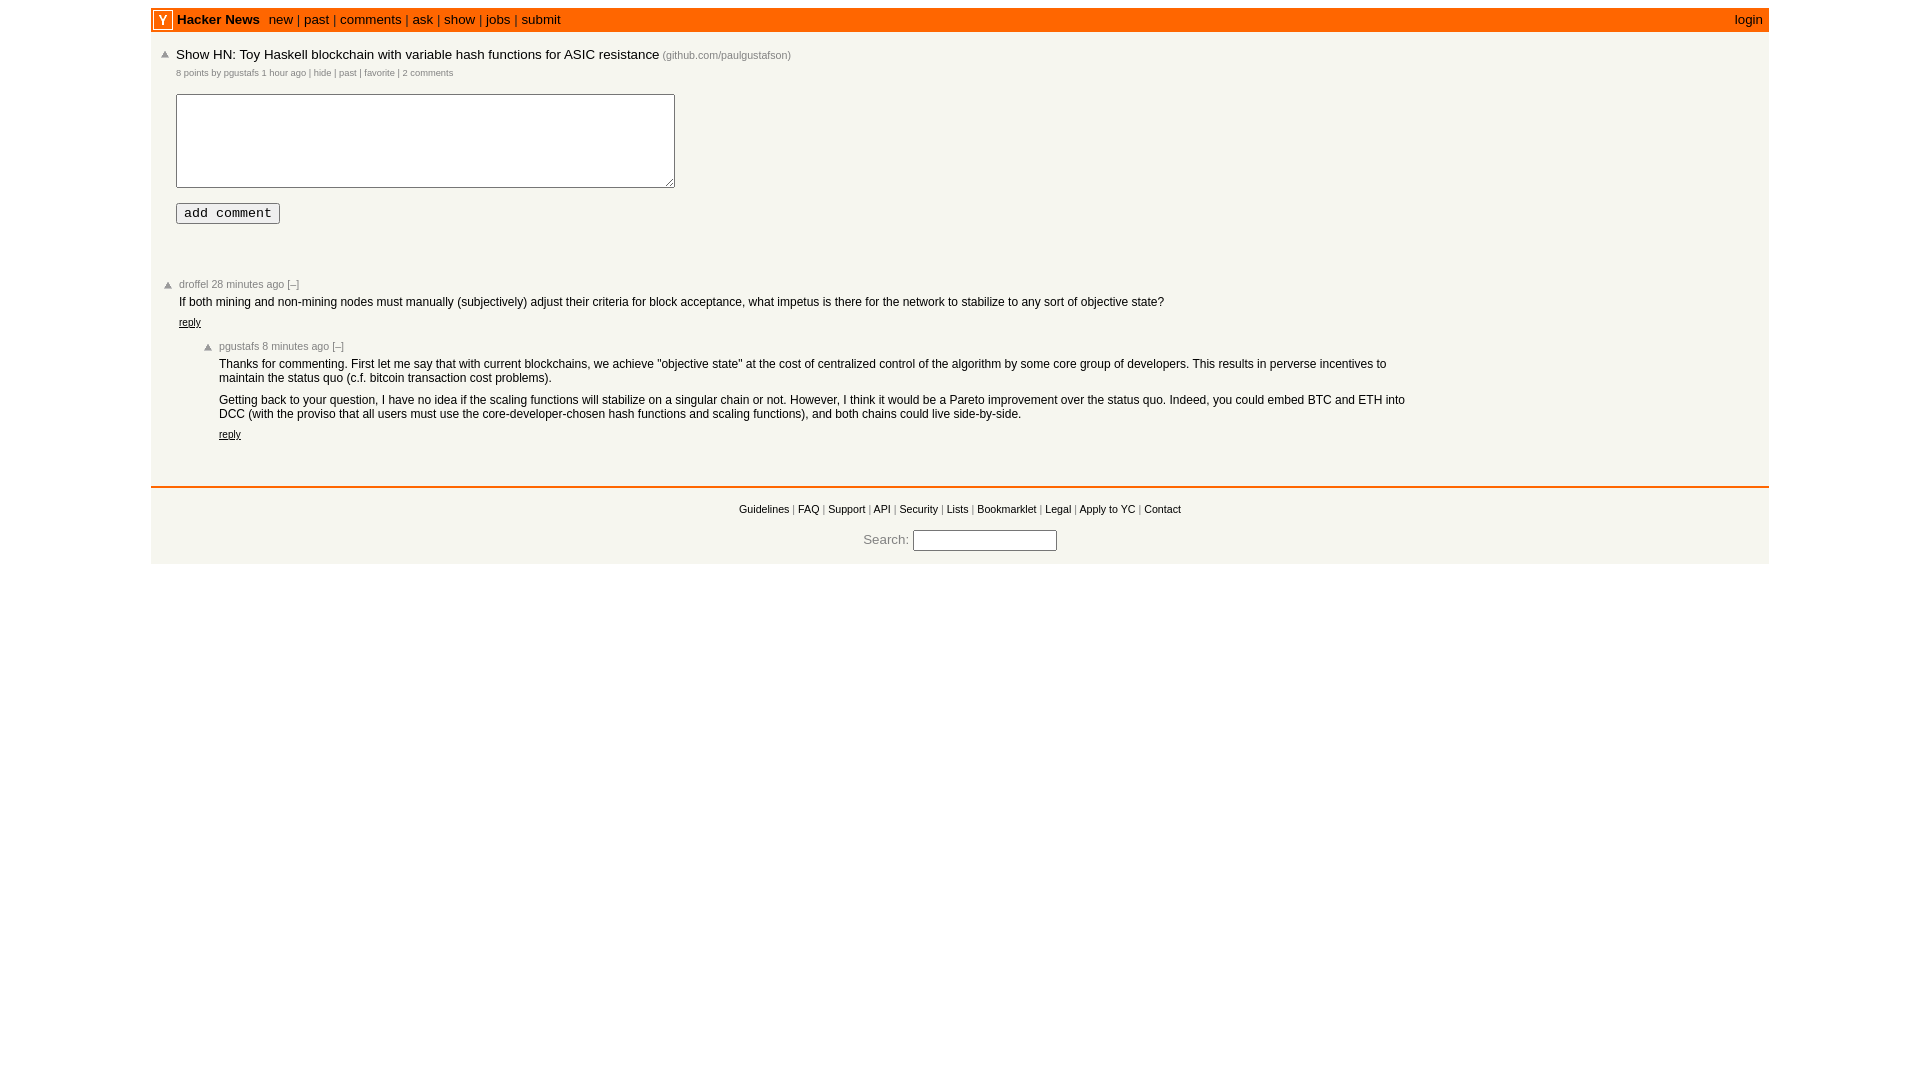 Y Hacker News new | past | comments | ask | show | jobs | submit login
Show HN: Toy Haskell blockchain with variable hash functions for ASIC resistance (github.com/paulgustafson)
8 points by pgustafs 1 hour ago | hide | past | favorite | 2 comments
add comment
droffel 28 minutes ago [–]
If both mining and non-mining nodes must manually (subjectively) adjust their criteria for block acceptance, what impetus is there for the network to stabilize to any sort of objective state?
reply
pgustafs 8 minutes ago [–]
Thanks for commenting. First let me say that with current blockchains, we achieve "objective state" at the cost of centralized control of the algorithm by some core group of developers. This results in perverse incentives to
maintain the status quo (c.f. bitcoin transaction cost problems).
Getting back to your question, I have no idea if the scaling functions will stabilize on a singular chain or not. However, I think it would be a Pareto improvement over the status quo. Indeed, you could embed BTC and ETH into
DCC (with the proviso that all users must use the core-developer-chosen hash functions and scaling functions), and both chains could live side-by-side.
reply
Guidelines | FAQ | Support | API | Security | Lists | Bookmarklet | Legal | Apply to YC | Contact
Search: